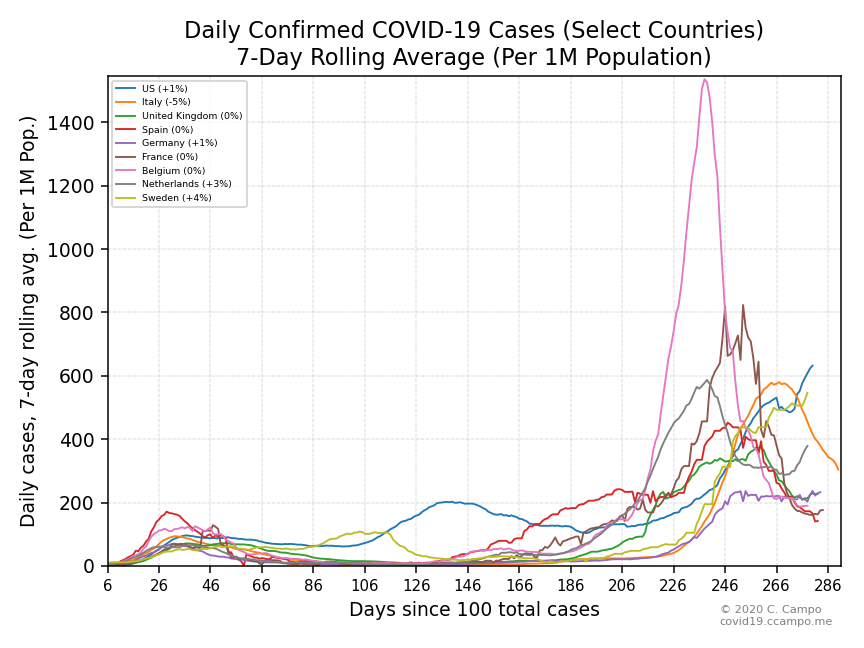 Daily Confirmed COVID-19 Cases (Select Countries)
7-Day Rolling Average (Per 1M Population)
Daily cases, 7-day rolling avg. (Per 1M Pop.)
1400
1200
1000
800
600
400
200
0
US (+1%)
Italy (-5%)
United Kingdom (0%)
Spain (0%)
Germany (+1%)
France (0%)
Belgium (0%)
Netherlands (+3%)
Sweden (+4%)
6 26 46 66 86 106 126 146 166 186 206 226 246 266 286
Days since 100 total cases
© 2020 C. Campo
covid19.ccampo.me